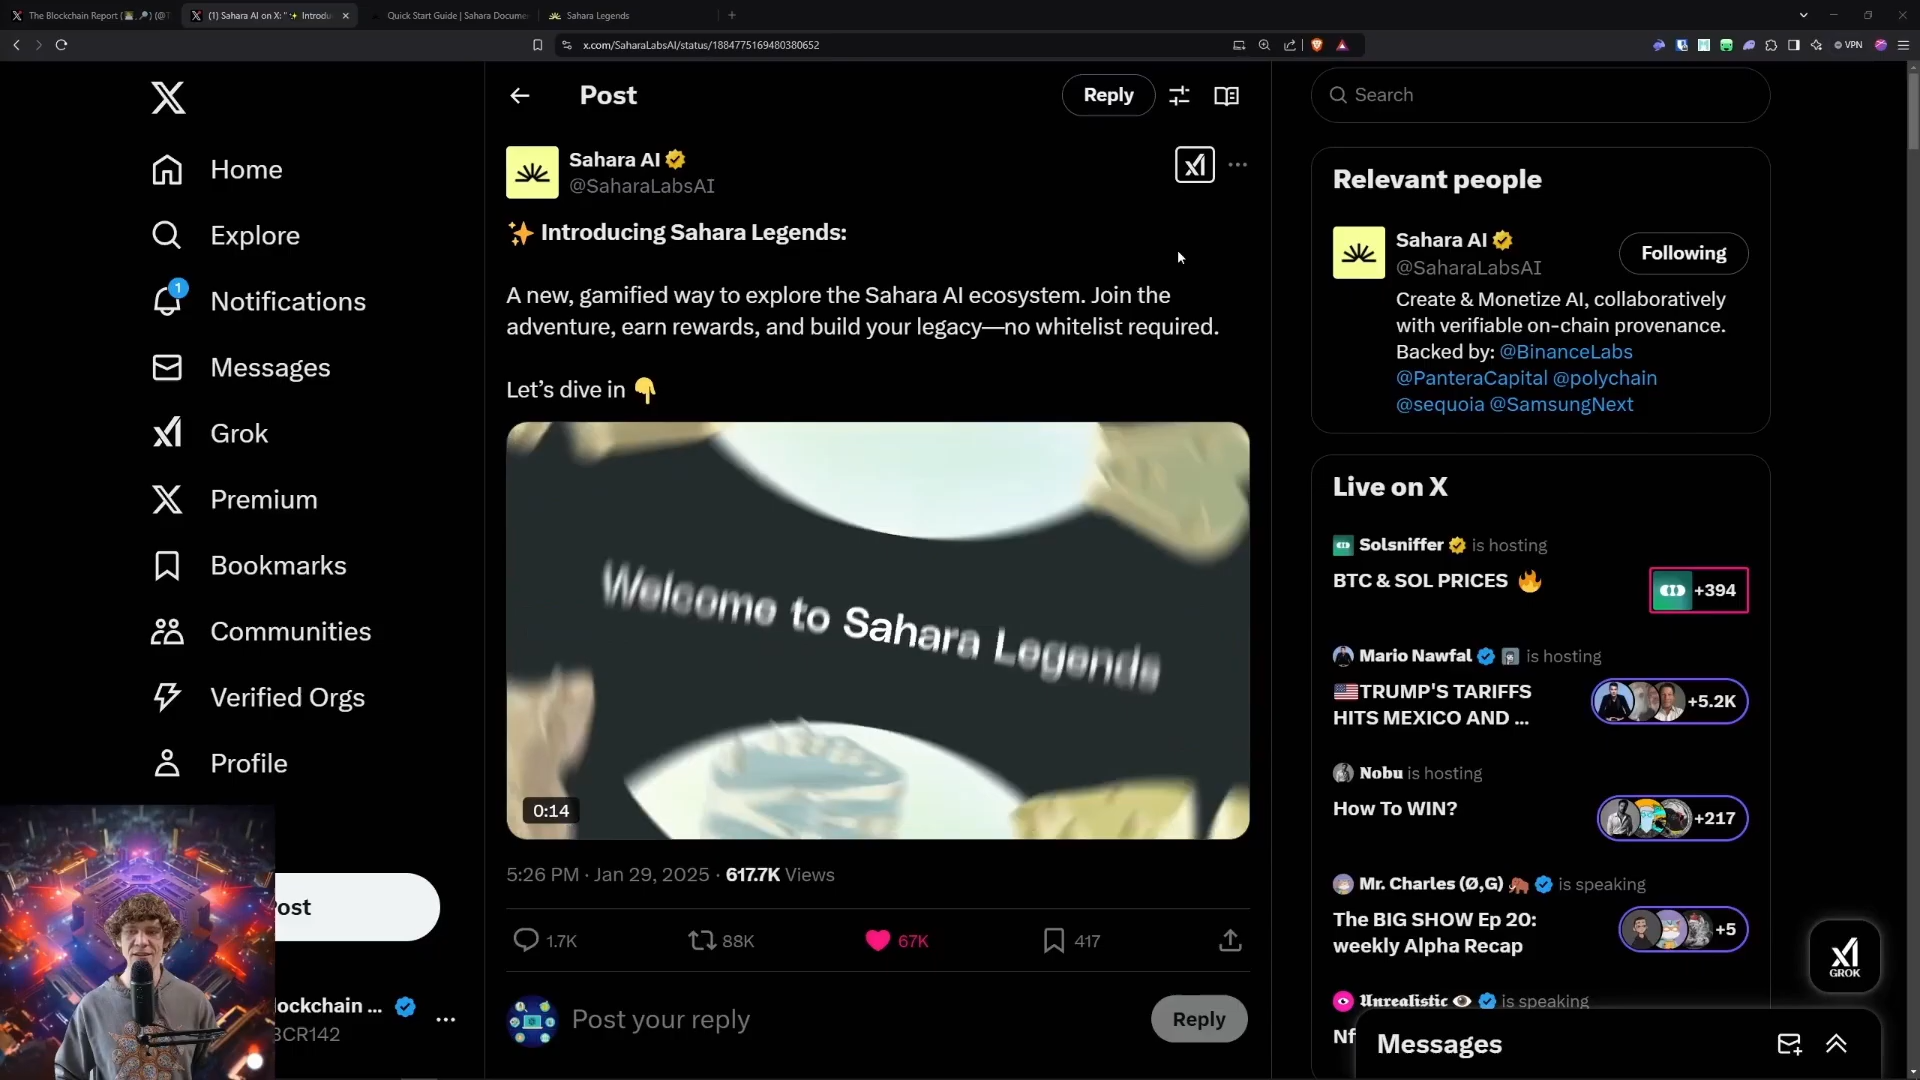 The Blockchain Report
(1) Sahara AI on X: "✨ Introdu
Quick Start Guide | Sahara Docume
Sahara Legends
x.com/SaharaLabsAI/status/1884775169480380652
VPN
Home
Explore
1
Notifications
Messages
Grok
Premium
Bookmarks
Communities
Verified Orgs
Profile
ost
lockchain ...
BCR142
Post
Reply
Sahara AI
@SaharaLabsAI
✨ Introducing Sahara Legends:
A new, gamified way to explore the Sahara AI ecosystem. Join the
adventure, earn rewards, and build your legacy—no whitelist required.
Let's dive in 👇
Welcome to Sahara Legends
0:14
5:26 PM · Jan 29, 2025 · 617.7K Views
1.7K 88K 67K 417
Post your reply
Reply
Search
Relevant people
Sahara AI
@SaharaLabsAI
Following
Create & Monetize AI, collaboratively
with verifiable on-chain provenance.
Backed by: @BinanceLabs
@PanteraCapital @polychain
@sequoia @SamsungNext
Live on X
Solsniffer is hosting
BTC & SOL PRICES 🔥
+394
Mario Nawfal is hosting
🇺🇸TRUMP'S TARIFFS
HITS MEXICO AND ...
+5.2K
Nobu is hosting
How To WIN?
+217
Mr. Charles (Ø,G) 🦣 is speaking
The BIG SHOW Ep 20:
weekly Alpha Recap
+5
GROK
Unrealistic 👁 is speaking
Nf
Messages